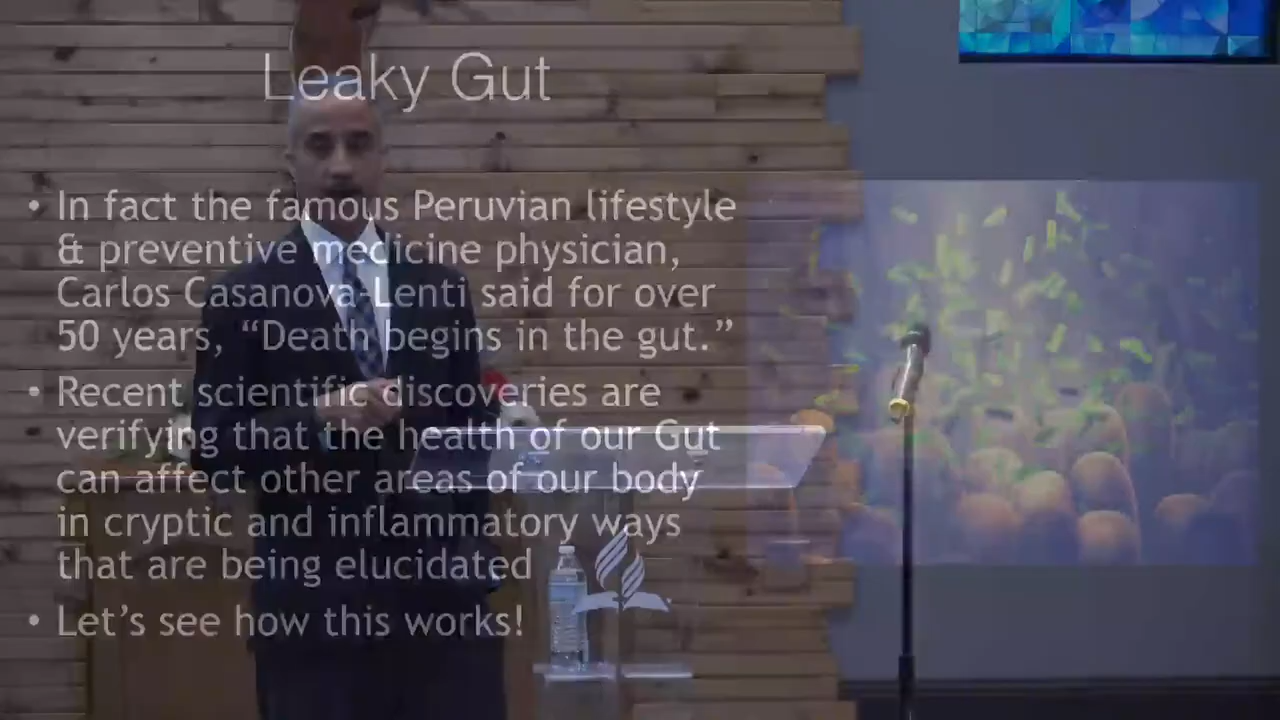 Leaky Gut
• In fact the famous Peruvian lifestyle
& preventive medicine physician,
Carlos Casanova-Lenti said for over
50 years, “Death begins in the gut.”
• Recent scientific discoveries are
verifying that the health of our Gut
can affect other areas of our body
in cryptic and inflammatory ways
that are being elucidated
• Let’s see how this works!